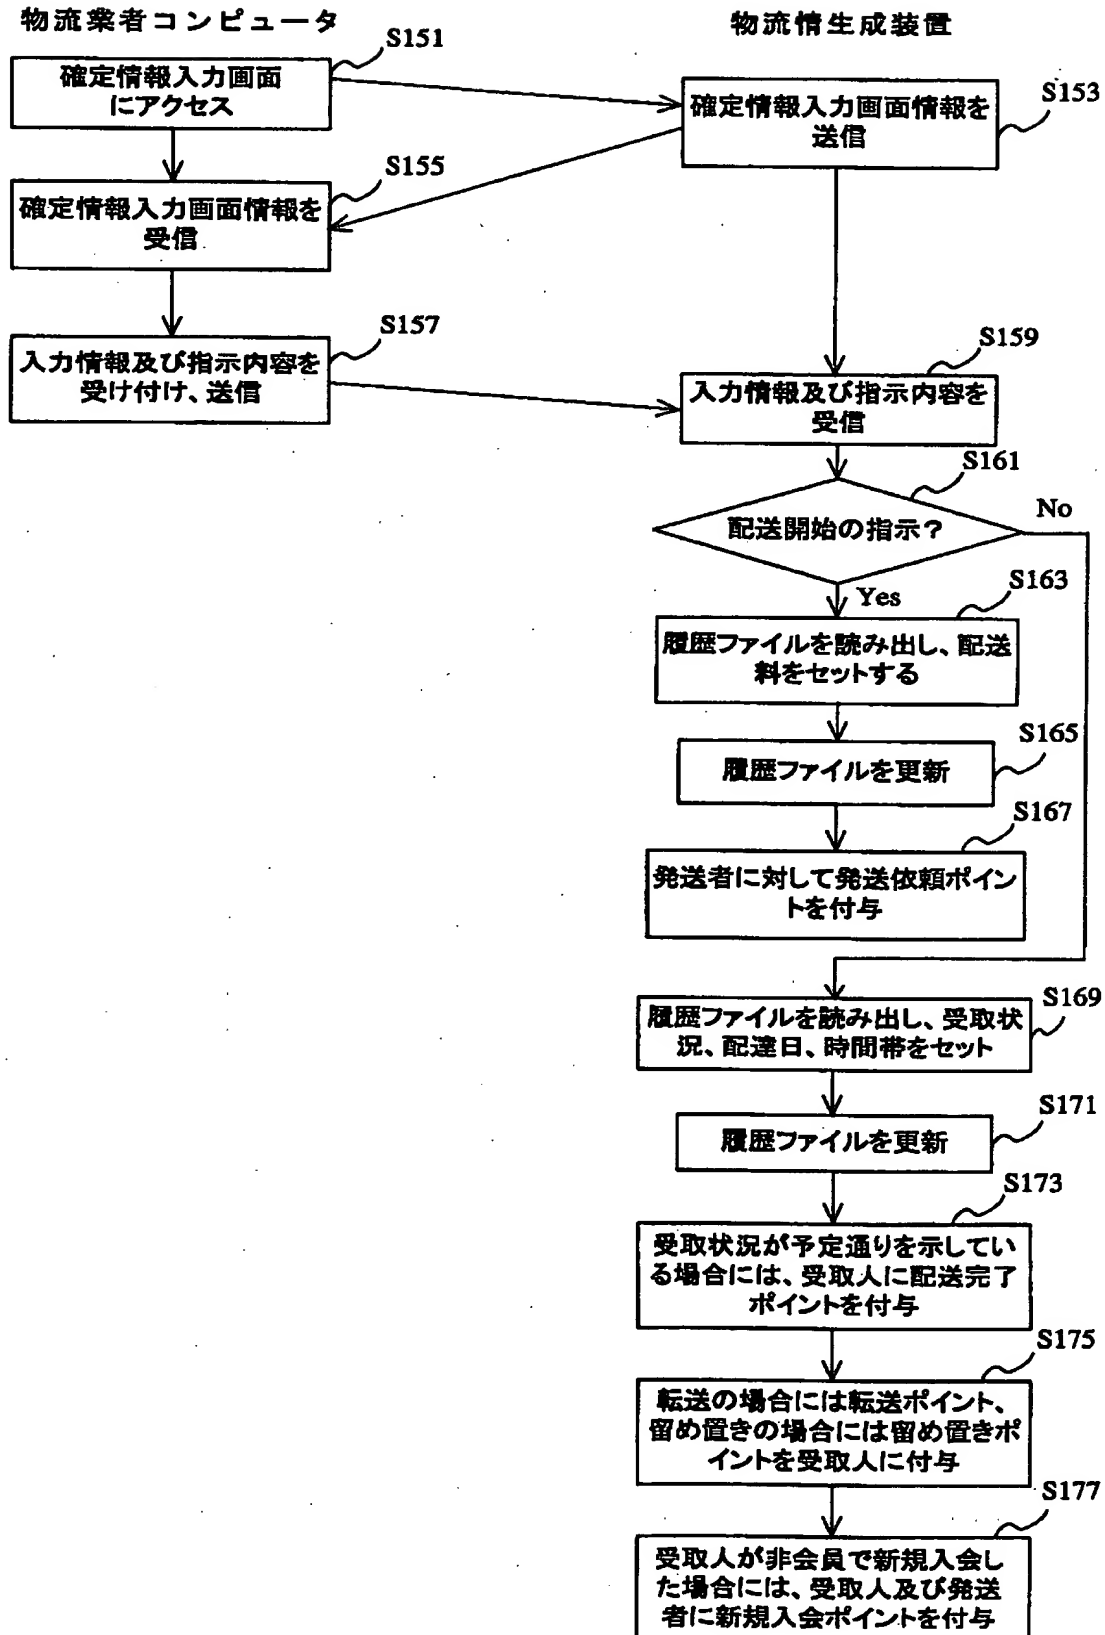 物流業者コンピュータ
物流情生成装置
S151
確定情報入力画面
にアクセス
S153
確定情報入力画面情報を
送信
S155
確定情報入力画面情報を
受信
S157
入力情報及び指示内容を
受け付け、送信
S159
入力情報及び指示内容を
受信
S161
配送開始の指示?
No
Yes
S163
履歴ファイルを読み出し、配送
料をセットする
S165
履歴ファイルを更新
S167
発送者に対して発送依頼ポイン
トを付与
S169
履歴ファイルを読み出し、受取状
況、配達日、時間帯をセット
S171
履歴ファイルを更新
S173
受取状況が予定通りを示してい
る場合には、受取人に配送完了
ポイントを付与
S175
転送の場合には転送ポイント、
留め置きの場合には留め置きポ
イントを受取人に付与
S177
受取人が非会員で新規入会し
た場合には、受取人及び発送
者に新規入会ポイントを付与